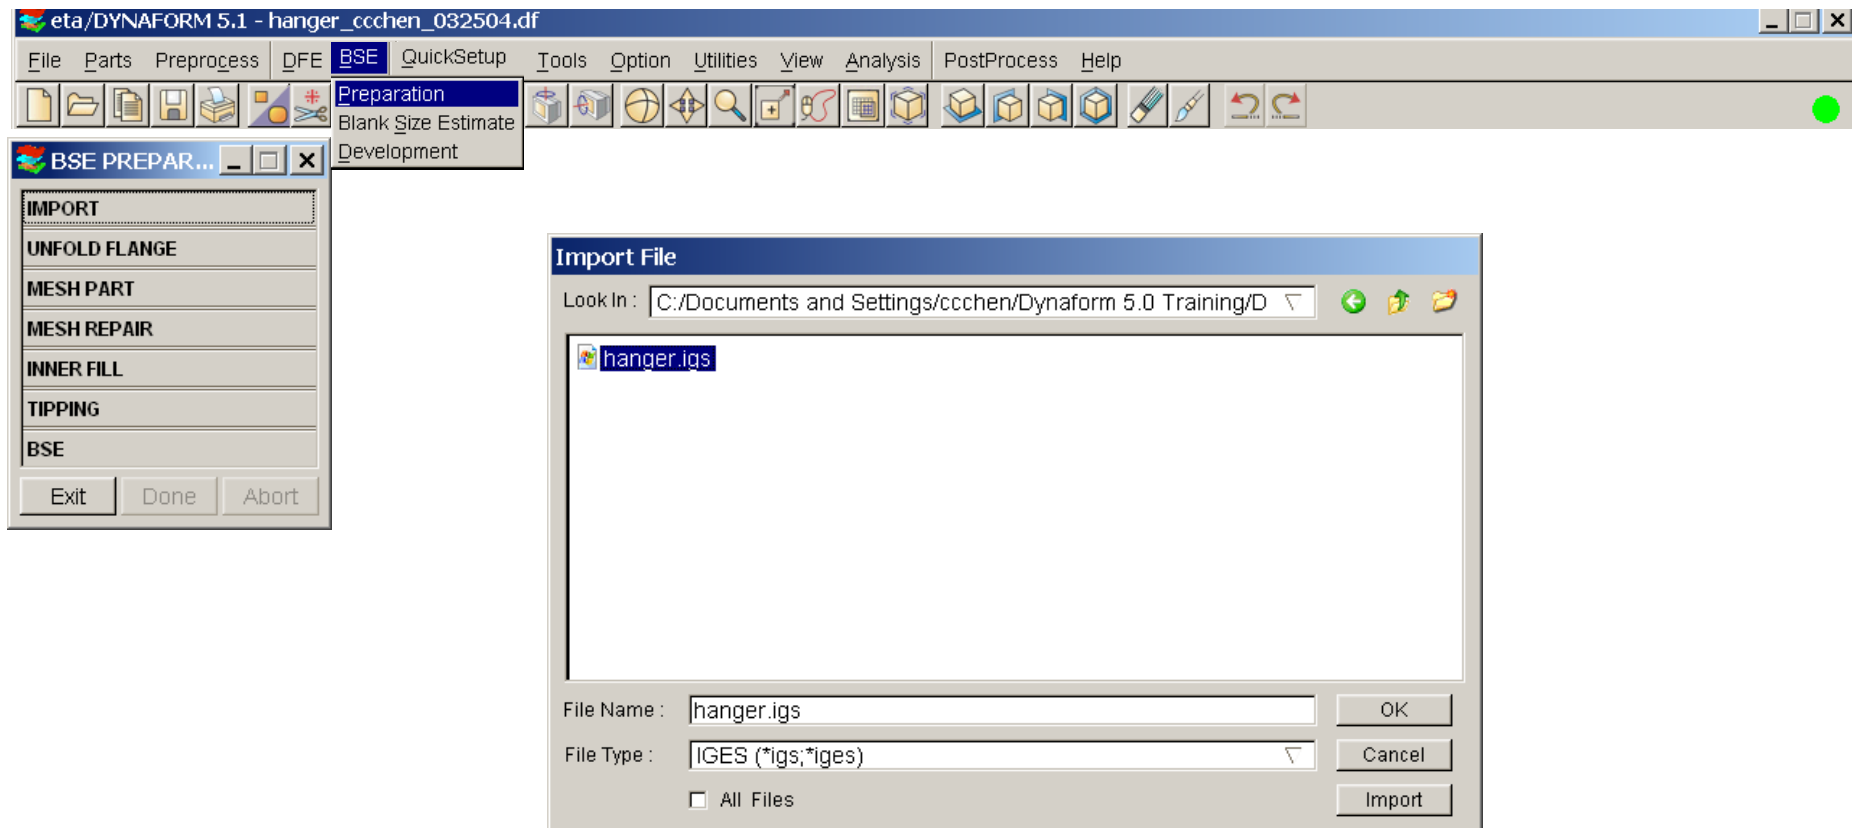 eta/DYNAFORM 5.1 - hanger_ccchen_032504.df
File Parts Preprocess DFE BSE QuickSetup Tools Option Utilities View Analysis PostProcess Help
Preparation
Blank Size Estimate
Development
BSE PREPAR...
IMPORT
UNFOLD FLANGE
MESH PART
MESH REPAIR
INNER FILL
TIPPING
BSE
Exit Done Abort
Import File
Look In : C:/Documents and Settings/ccchen/Dynaform 5.0 Training/D
hanger.igs
File Name : hanger.igs OK
File Type : IGES (*igs;*iges) Cancel
All Files Import